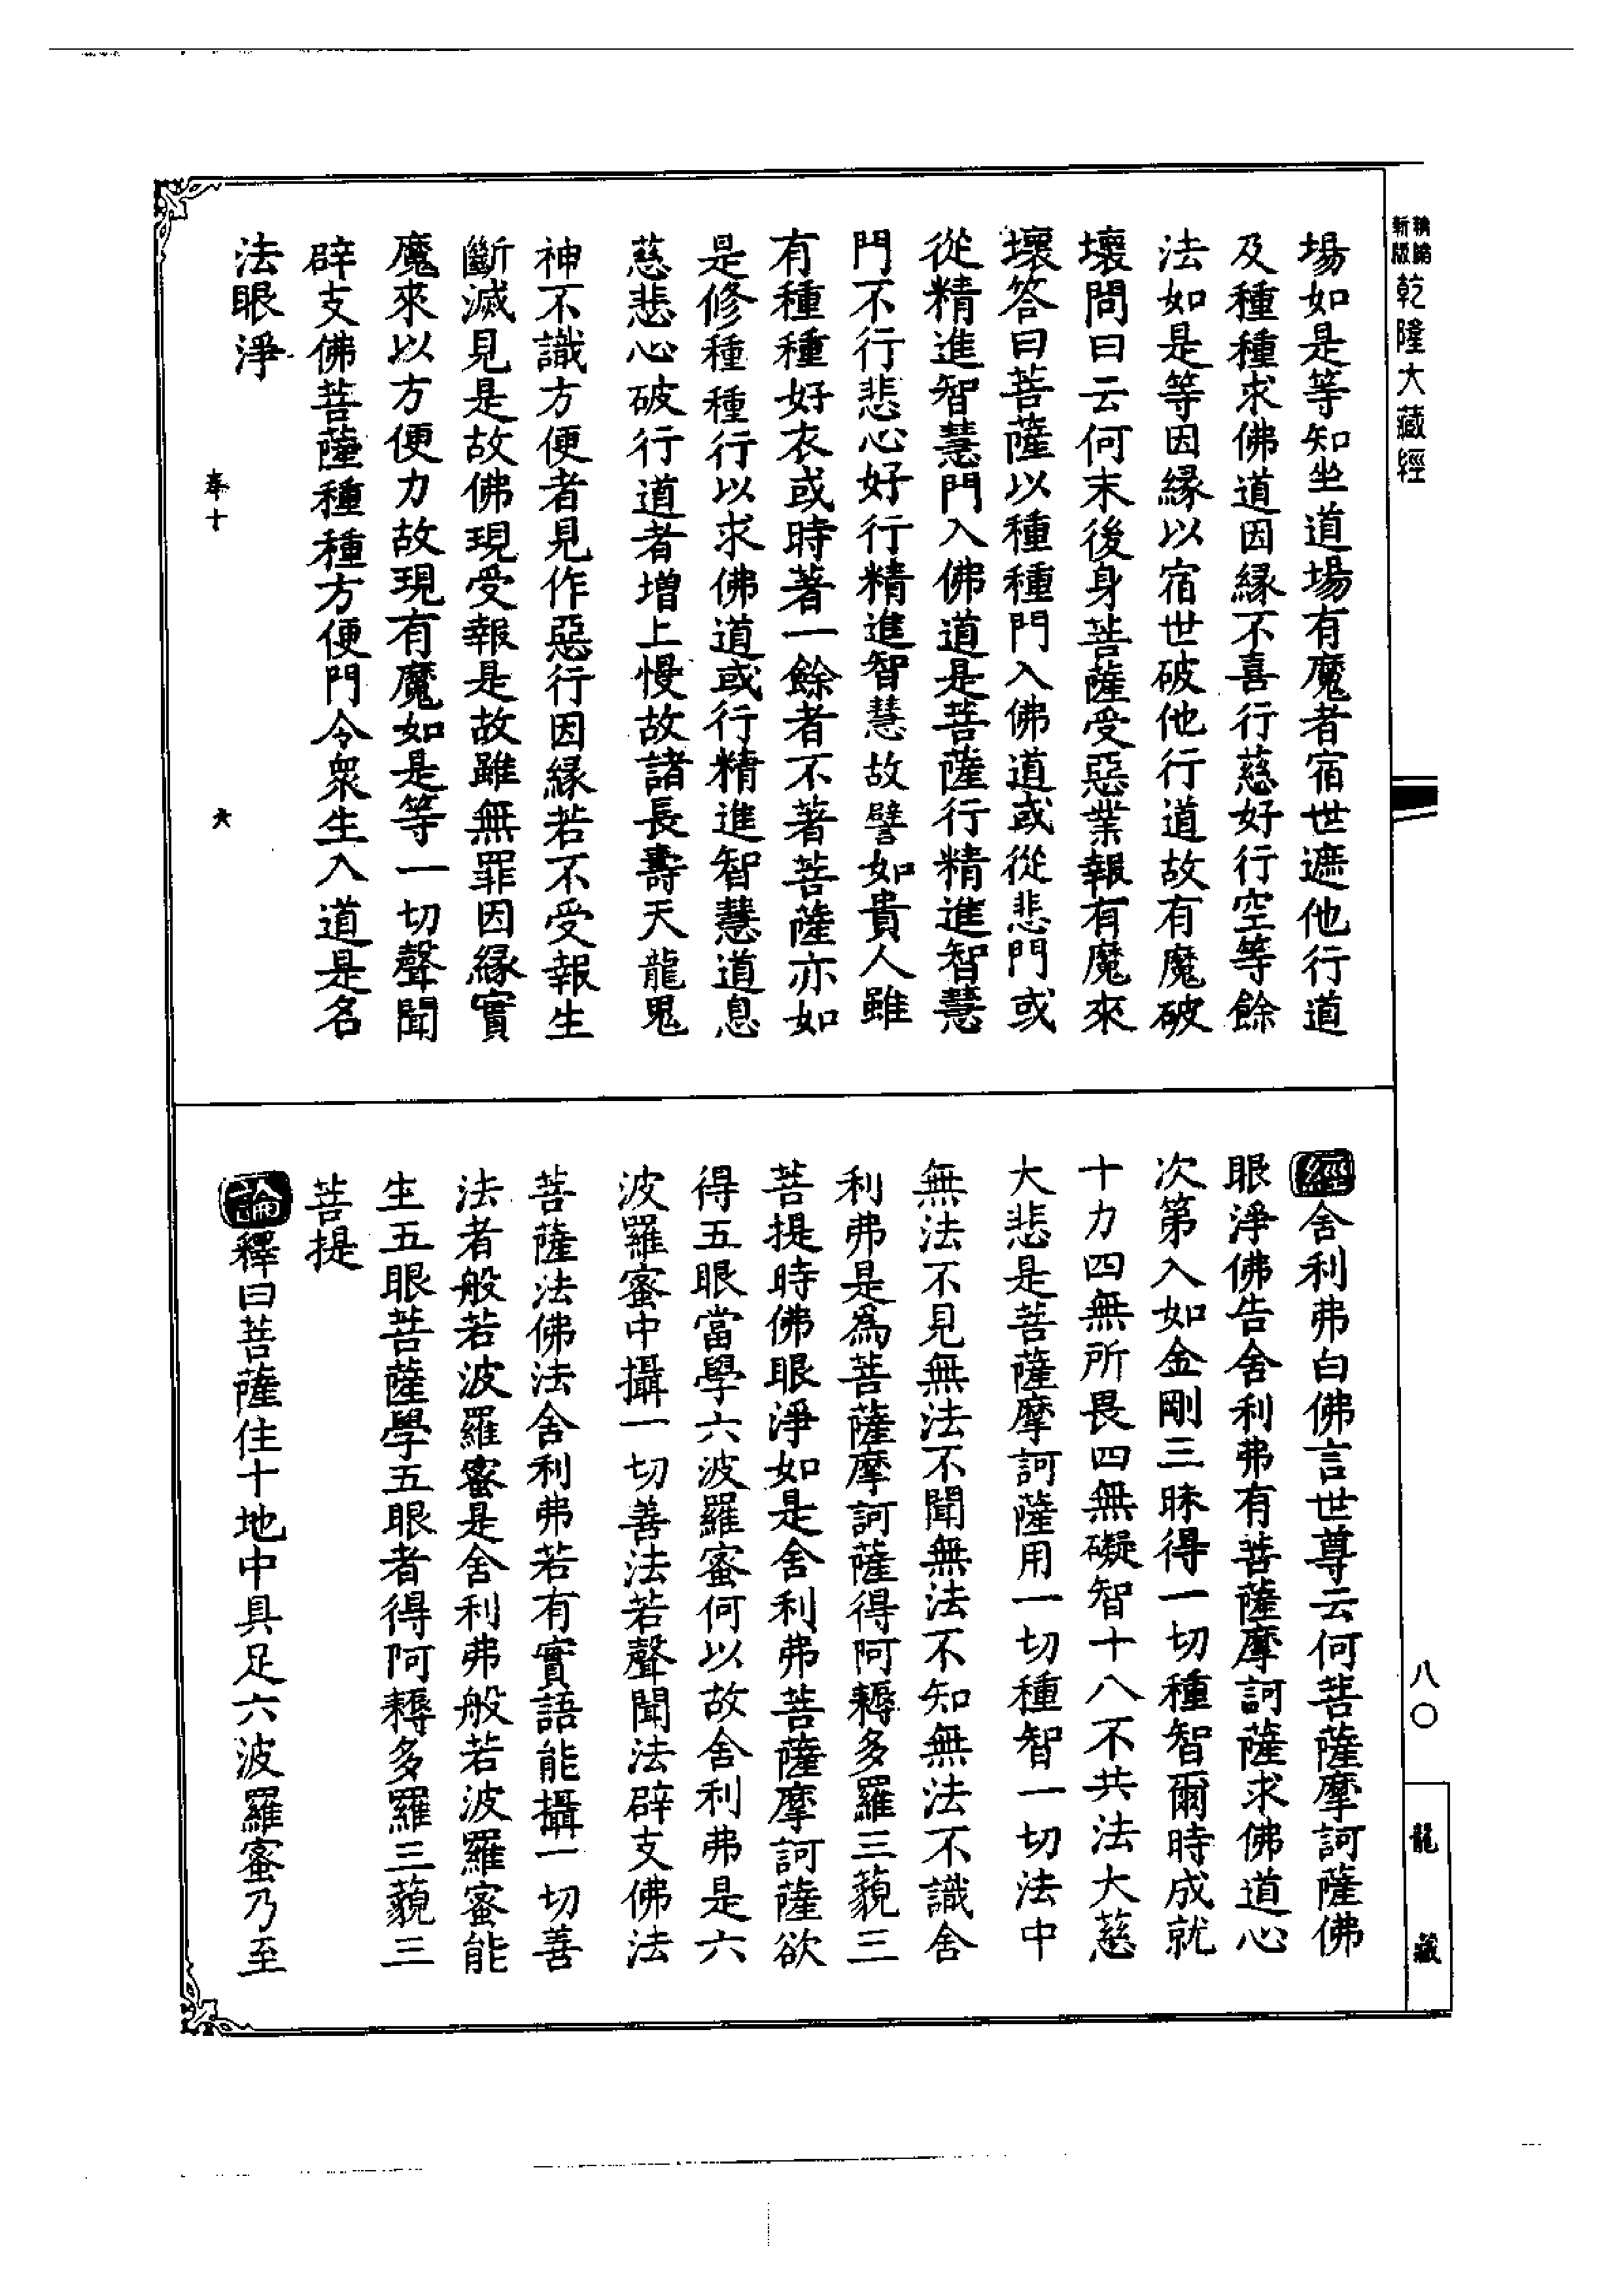 新版
乾隆大藏經
場如是等知坐道場有魔者宿世遮他行道
及種種求佛道因緣不喜行慈好行空等餘
法如是等因緣以宿世破他行道故有魔破
壞問曰云何末後身菩薩受惡業報有魔來
壞答曰菩薩以種種門入佛道或從悲門或
從精進智慧門入佛道是菩薩行精進智慧
門不行悲心好行精進智慧故譬如貴人雖
有種種好衣或時著一餘者不著菩薩亦如
是修種種行以求佛道或行精進智慧道息
慈悲心破行道者增上慢故諸長壽天龍鬼
神不識方便者見作惡行因緣若不受報生
斷滅見是故佛現受報是故雖無罪因緣實
魔來以方便力故現有魔如是等一切聲聞
辟支佛菩薩種種方便門令眾生入道是名
法眼淨
奉十
六
經舍利弗白佛言世尊云何菩薩摩訶薩佛
眼淨佛告舍利弗有菩薩摩訶薩求佛道心
次第入如金剛三昧得一切種智爾時成就
十力四無所畏四無礙智十八不共法大慈
大悲是菩薩摩訶薩用一切種智一切法中
無法不見無法不聞無法不知無法不識舍
利弗是為菩薩摩訶薩得阿耨多羅三藐三
菩提時佛眼淨如是舍利弗菩薩摩訶薩欲
得五眼當學六波羅蜜何以故舍利弗是六
波羅蜜中攝一切善法若聲聞法辟支佛法
菩薩法佛法舍利弗若有實語能攝一切善
法者般若波羅蜜是舍利弗般若波羅蜜能
生五眼菩薩學五眼者得阿耨多羅三藐三
菩提
論釋曰菩薩住十地中具足六波羅蜜乃至
八〇
龍藏